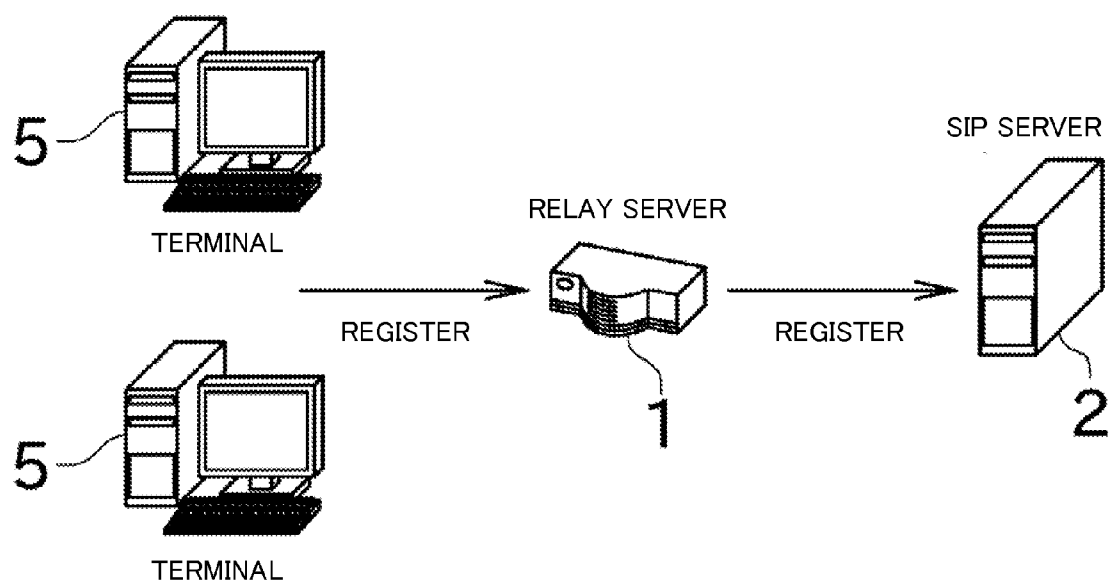 5
TERMINAL
RELAY SERVER
SIP SERVER
REGISTER
REGISTER
1
2
5
TERMINAL